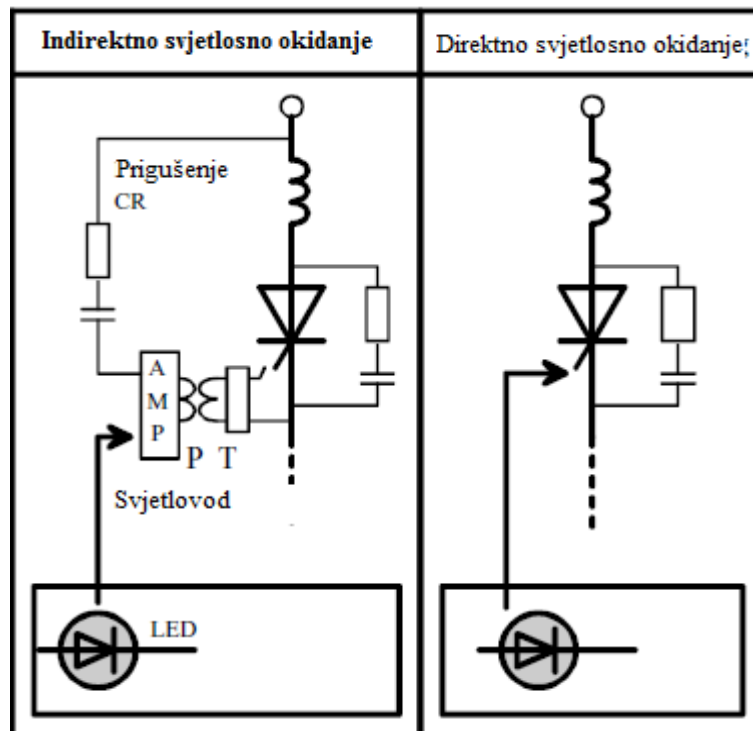 Indirektno svjetlosno okidanje
Direktno svjetlosno okidanje;
Prigušenje
CR
A
M
P
P T
Svjetlovod
LED